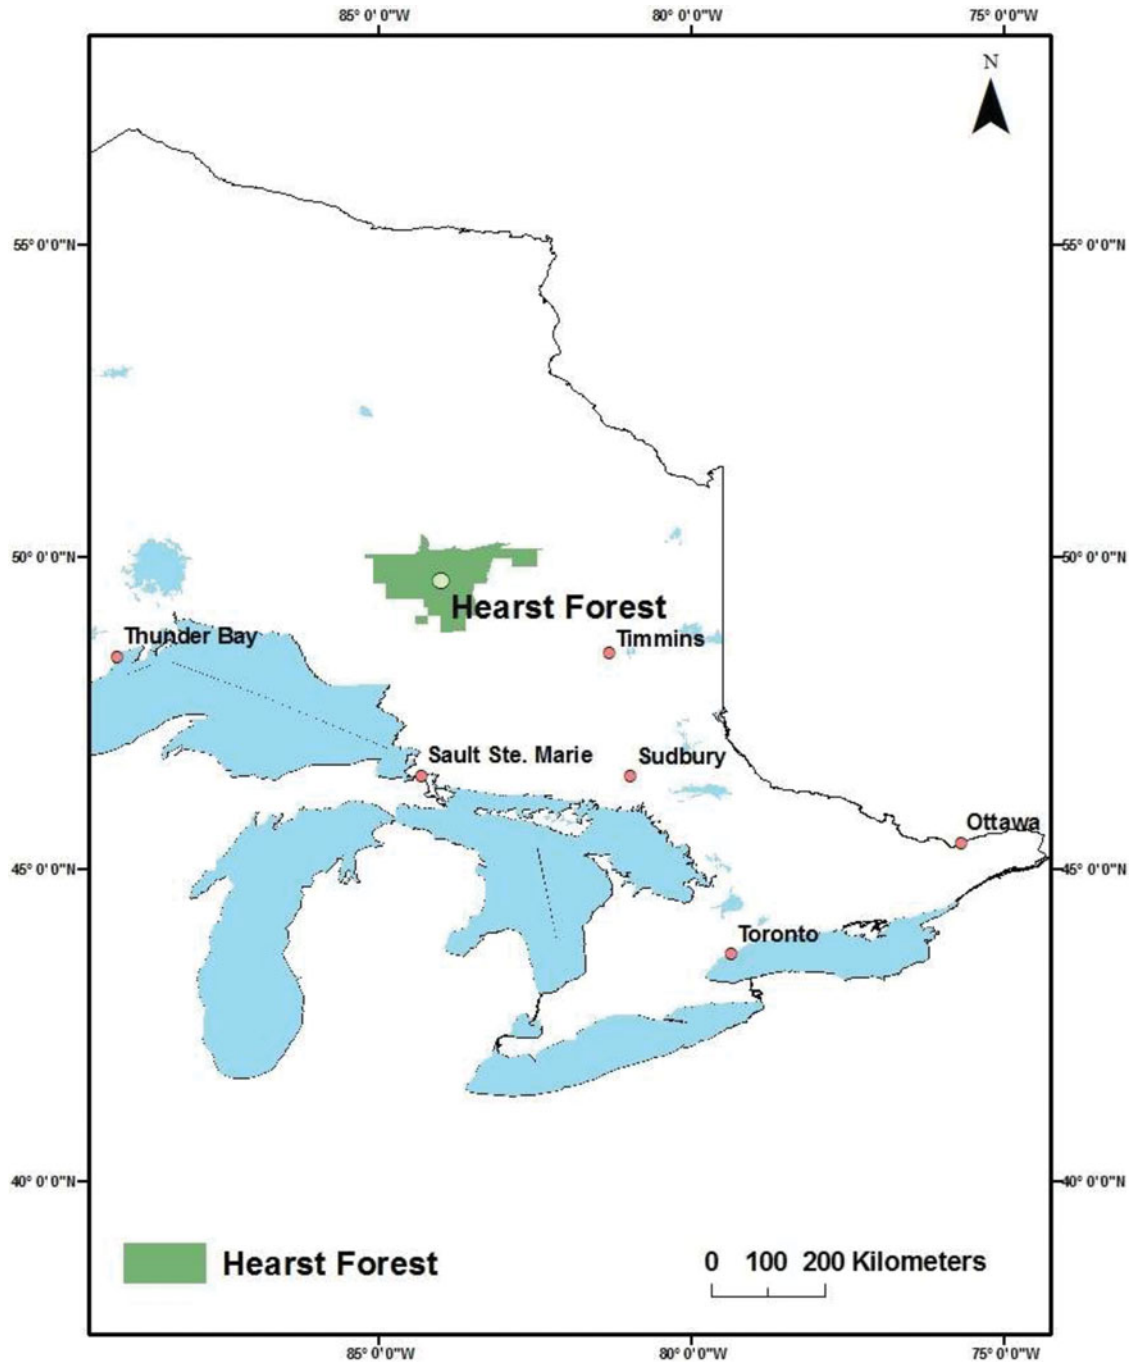 85° 0'0"W
80° 0'0"W
75° 0'0"W
N
55° 0'0"N
55° 0'0"N
50° 0'0"N
50° 0'0"N
Hearst Forest
Thunder Bay
Timmins
Sault Ste. Marie
Sudbury
Ottawa
45° 0'0"N
45° 0'0"N
Toronto
40° 0'0"N
40° 0'0"N
Hearst Forest
0 100 200 Kilometers
85° 0'0"W
80° 0'0"W
75° 0'0"W